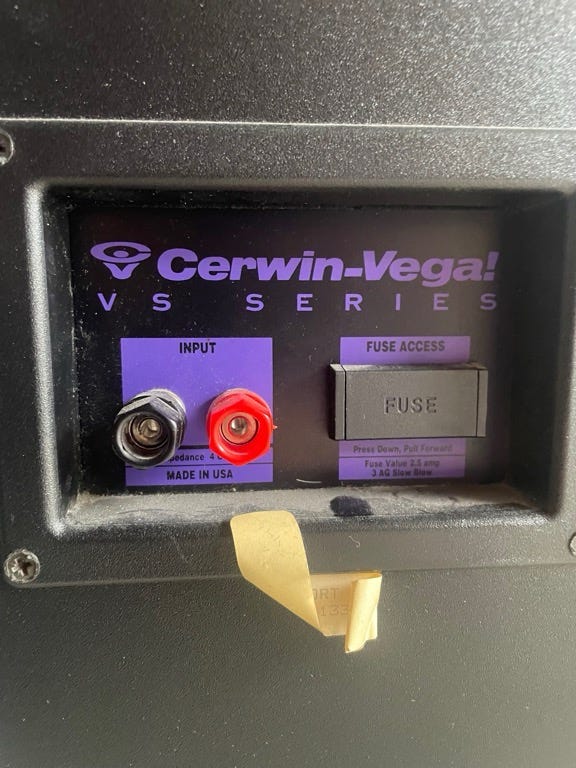 Cerwin-Vega!
VS SERIES
INPUT
FUSE ACCESS
FUSE
4
MADE IN USA
Press Down, Pull Forward
Fuse Value 2.5 amp
3 AG Slow Blow